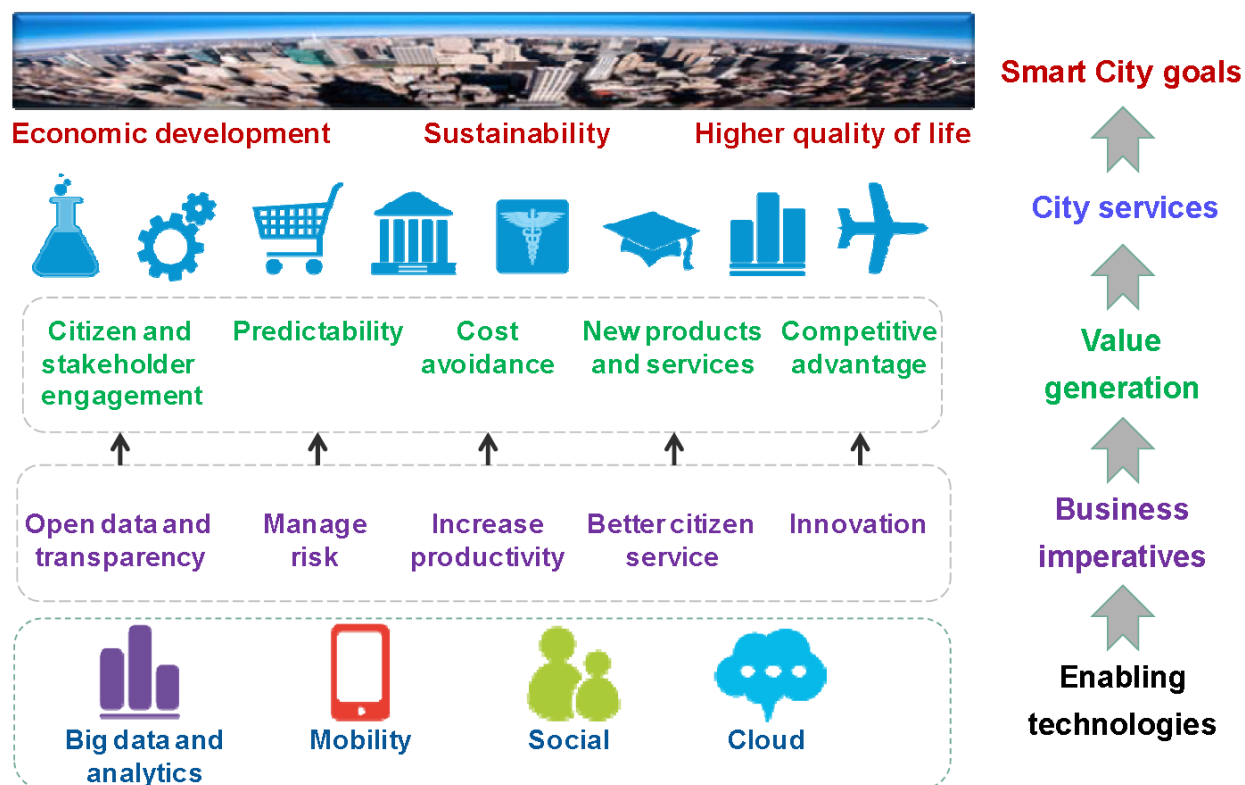 Smart City goals
Economic development
Sustainability
Higher quality of life
City services
Citizen and
stakeholder
engagement
Predictability
Cost
avoidance
New products
and services
Competitive
advantage
Value
generation
Open data and
transparency
Manage
risk
Increase
productivity
Better citizen
service
Innovation
Business
imperatives
Big data and
analytics
Mobility
Social
Cloud
Enabling
technologies